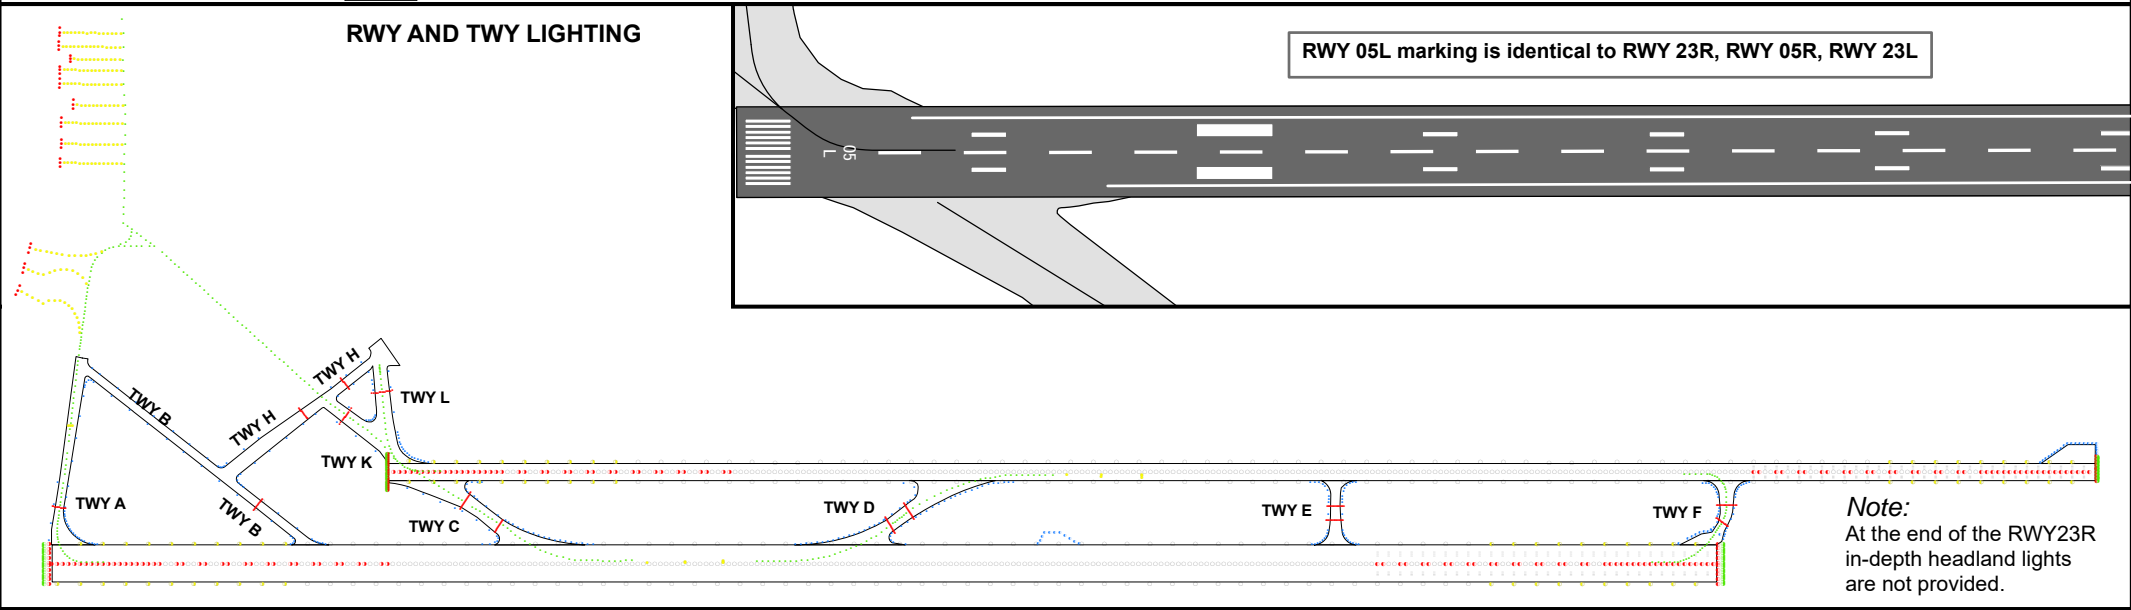 RWY AND TWY LIGHTING
RWY 05L marking is identical to RWY 23R, RWY 05R, RWY 23L
05
L
TWY H
TWY L
TWY B
TWY H
TWY K
TWY A
TWY B
TWY C
TWY D
TWY E
TWY F
Note:
At the end of the RWY23R
in-depth headland lights
are not provided.